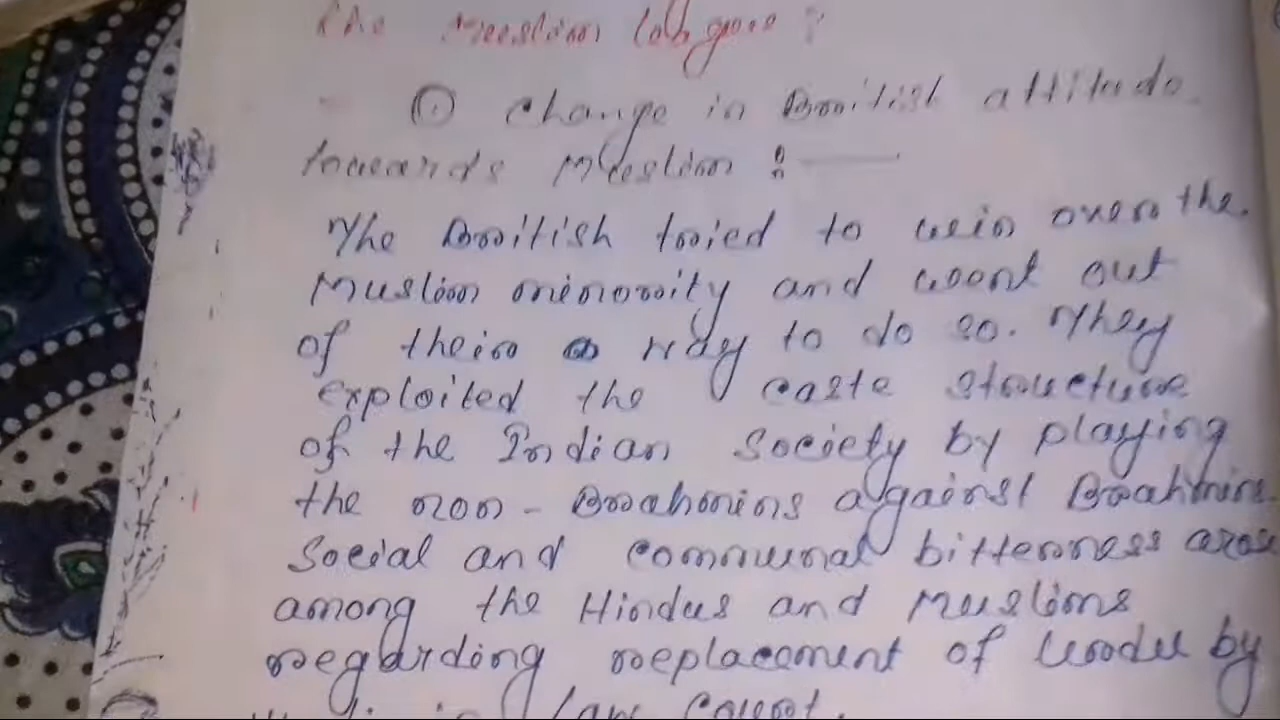 The Muslim league :
① Change in British attitude
towards Muslim :—
The British tried to win over the
Muslim minority and went out
of their way to do so. They
exploited the caste structure
of the Indian Society by playing
the non-Brahmins against Brahmins.
Social and communal bitterness arose
among the Hindus and Muslims
regarding replacement of Urdu by
in law Court.